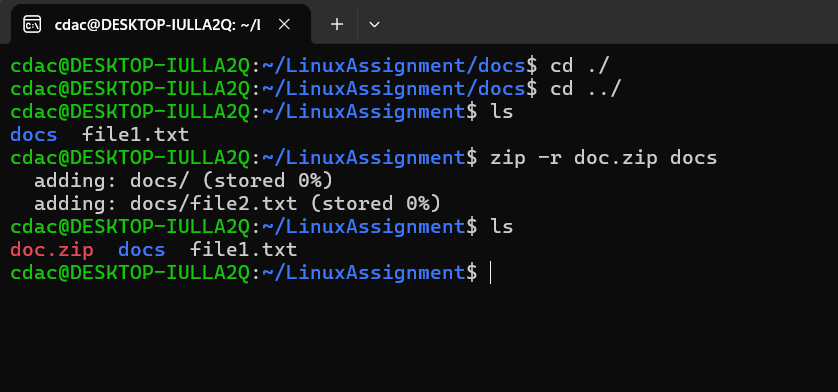 cdac@DESKTOP-IULLA2Q: ~/l
cdac@DESKTOP-IULLA2Q:~/LinuxAssignment/docs$ cd ./
cdac@DESKTOP-IULLA2Q:~/LinuxAssignment/docs$ cd ../
cdac@DESKTOP-IULLA2Q:~/LinuxAssignment$ ls
docs  file1.txt
cdac@DESKTOP-IULLA2Q:~/LinuxAssignment$ zip -r doc.zip docs
  adding: docs/ (stored 0%)
  adding: docs/file2.txt (stored 0%)
cdac@DESKTOP-IULLA2Q:~/LinuxAssignment$ ls
doc.zip  docs  file1.txt
cdac@DESKTOP-IULLA2Q:~/LinuxAssignment$